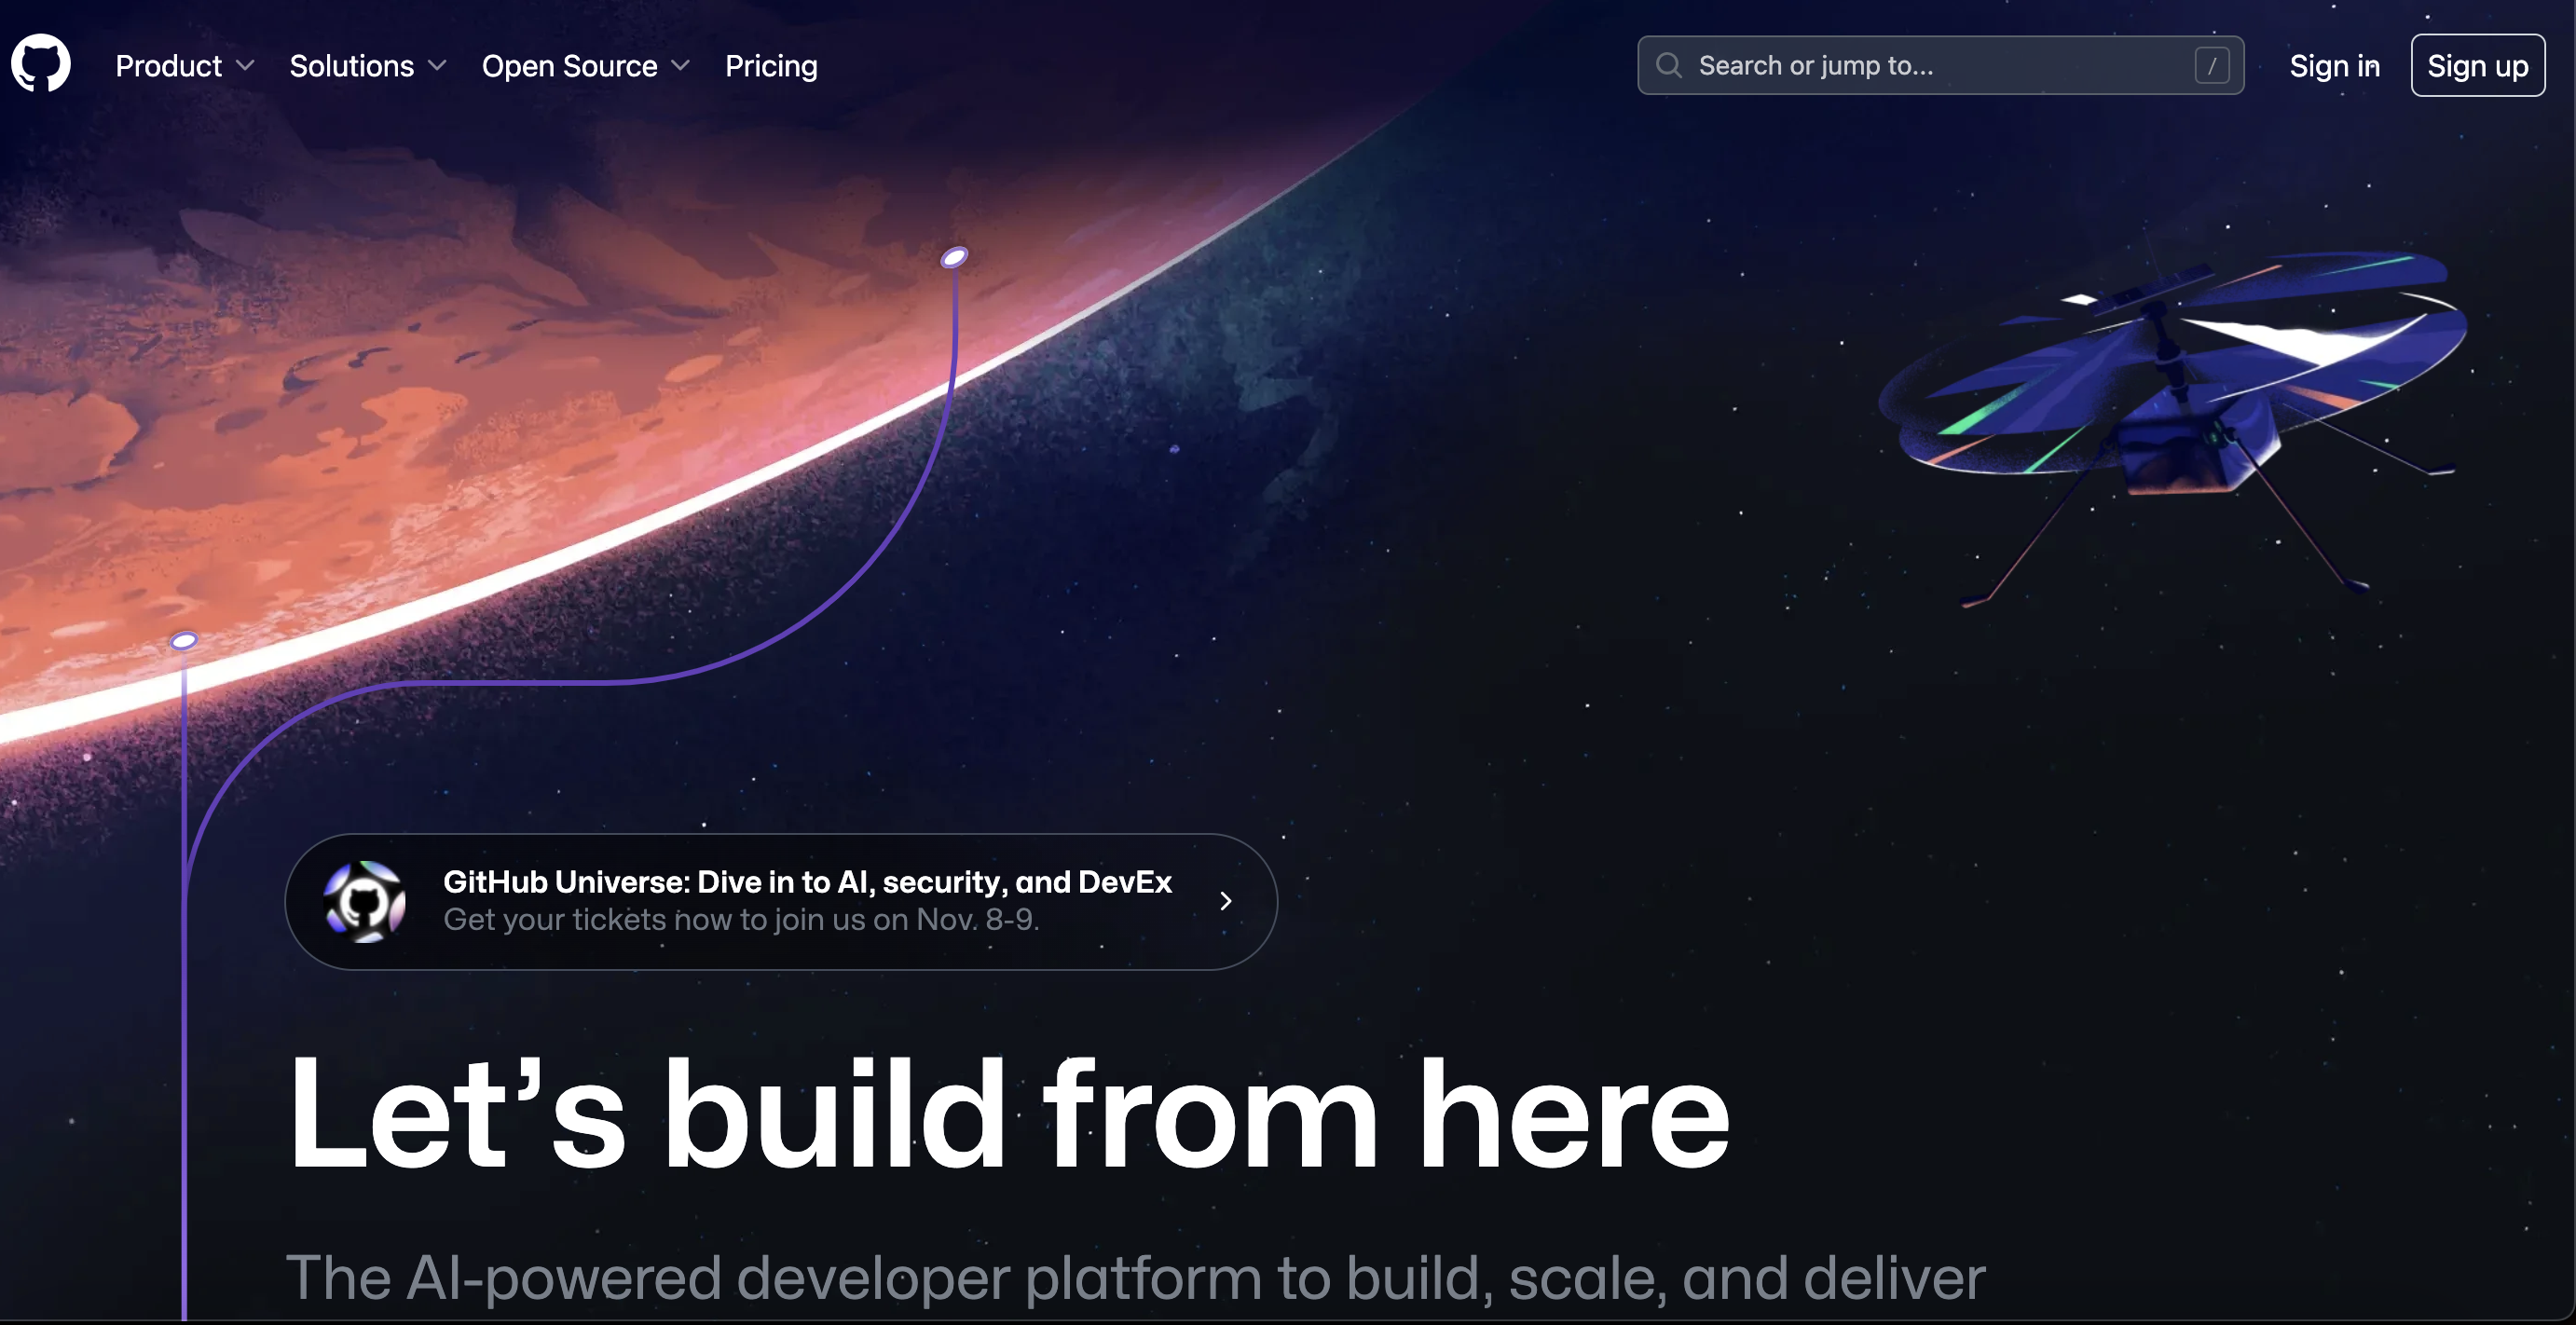 Product
Solutions
Open Source
Pricing
Search or jump to...
/
Sign in
Sign up
GitHub Universe: Dive in to AI, security, and DevEx
Get your tickets now to join us on Nov. 8-9.
Let’s build from here
The AI-powered developer platform to build, scale, and deliver